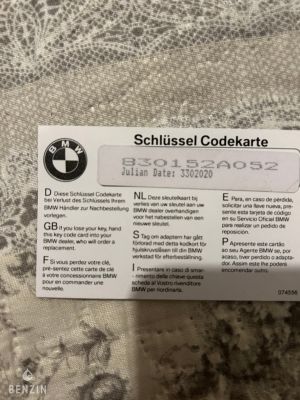 BMW
Schlüssel Codekarte
830152A052
Julian Date: 3302020
D Diese Schlüssel Codekarte
bei Verlust des Schlüssels Ihrem
BMW Händler zur Nachbestellung
vorlegen.
GB If you lose your key, hand
this key code card into your
BMW dealer, who will order a
replacement.
F Si vous perdez votre clé,
pré-sentez cette carte de clé
à votre concessionnaire BMW
pour en commander une
nouvelle.
NL Deze sleutelkaart bij
verlies van uw sleutel aan uw
BMW dealer overhandigen
voor het nabestellen van een
nieuwe sleutel.
S Tag om adaptern har gått
förlorad med detta kodkort för
hjulskruvslåsen till din BMW
verkstad för efterbeställning.
I Presentare in caso di smar-
rimento delle chiave questa
scheda al Vostro rivenditore
BMW per riordinarla.
E Para, en caso de pérdida,
solicitar una llave nueva, pre-
sente esta tarjeta de código
en su Servicio Oficial BMW
para realizar un pedido de
reposición.
P Apresente este cartão
ao seu Agente BMW se, por
acaso, tiver perdido o adapta-
dor. Assim este lhe poderá
encomendar outro.
074556
BENZIN